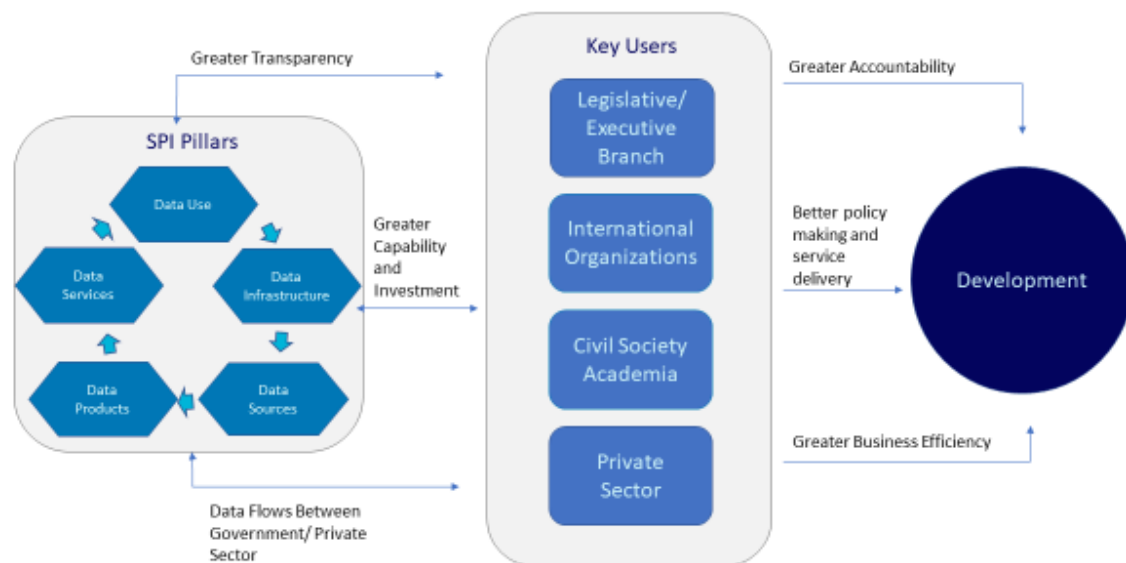 Greater Transparency
SPI Pillars
Data Use
Data
Services
Data
Infrastructure
Data
Products
Data
Sources
Greater
Capability
and
Investment
Data Flows Between
Government/ Private
Sector
Key Users
Legislative/
Executive
Branch
International
Organizations
Civil Society
Academia
Private
Sector
Greater Accountability
Better policy
making and
service
delivery
Greater Business Efficiency
Development